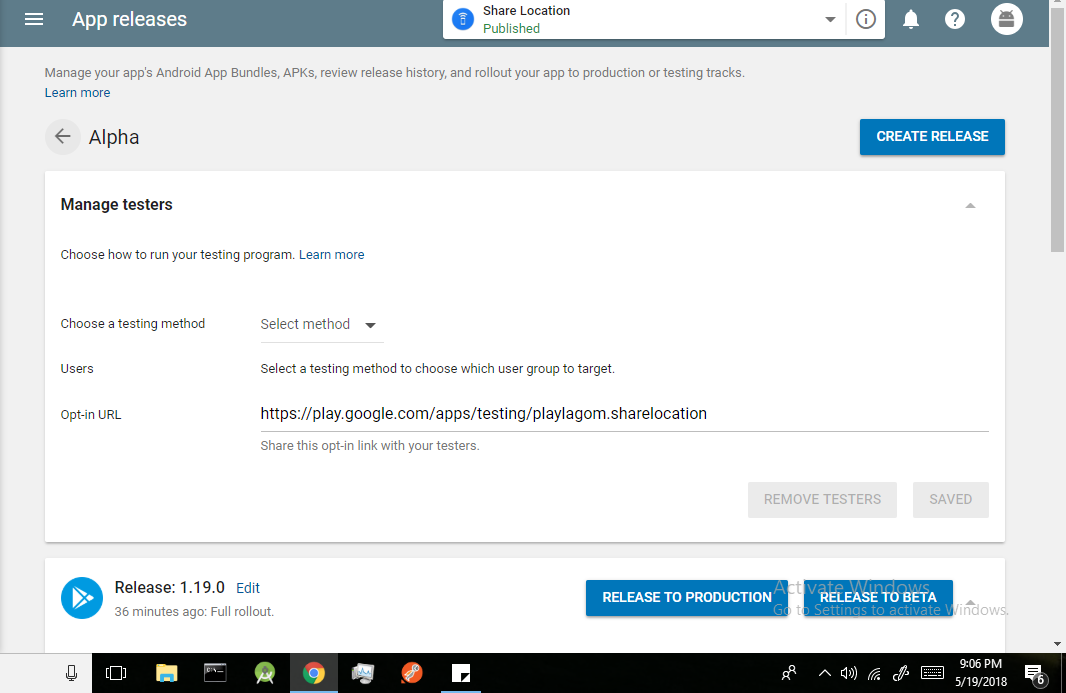 App releases
Share Location
Published
Manage your app's Android App Bundles, APKs, review release history, and rollout your app to production or testing tracks.
Learn more
Alpha
CREATE RELEASE
Manage testers
Choose how to run your testing program. Learn more
Choose a testing method
Select method
Users
Select a testing method to choose which user group to target.
Opt-in URL
https://play.google.com/apps/testing/playlagom.sharelocation
Share this opt-in link with your testers.
REMOVE TESTERS
SAVED
Release: 1.19.0 Edit
36 minutes ago: Full rollout.
RELEASE TO PRODUCTION
RELEASE TO BETA
Activate Windows
Go to Settings to activate Windows.
9:06 PM
5/19/2018
6